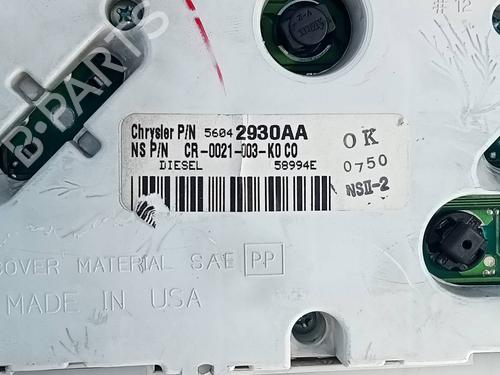 #12
B-PARTS
Chrysler P/N 56042930AA
NS P/N CR-0021-003-K0 C0
DIESEL 58994E
OK
0750
NSII-2
COVER MATERIAL SAE PP
MADE IN USA